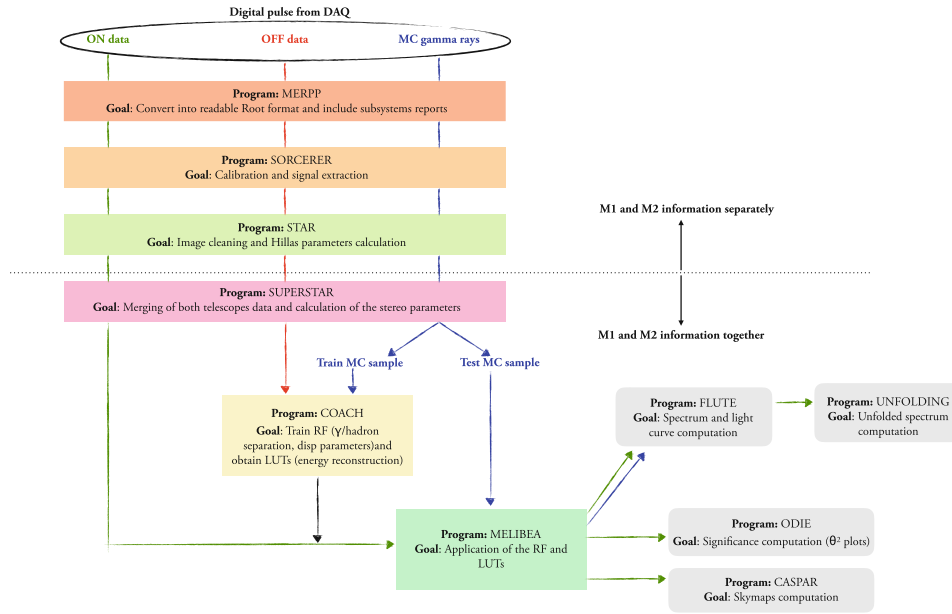 Digital pulse from DAQ
ON data
OFF data
MC gamma rays
Program: MERPP
Goal: Convert into readable Root format and include subsystems reports
Program: SORCERER
Goal: Calibration and signal extraction
M1 and M2 information separately
Program: STAR
Goal: Image cleaning and Hillas parameters calculation
Program: SUPERSTAR
Goal: Merging of both telescopes data and calculation of the stereo parameters
M1 and M2 information together
Train MC sample
Test MC sample
Program: COACH
Goal: Train RF (γ/hadron
separation, disp parameters)and
obtain LUTs (energy reconstruction)
Program: FLUTE
Goal: Spectrum and light
curve computation
Program: UNFOLDING
Goal: Unfolded spectrum
computation
Program: MELIBEA
Goal: Application of the RF and
LUTs
Program: ODIE
Goal: Significance computation (θ² plots)
Program: CASPAR
Goal: Skymaps computation